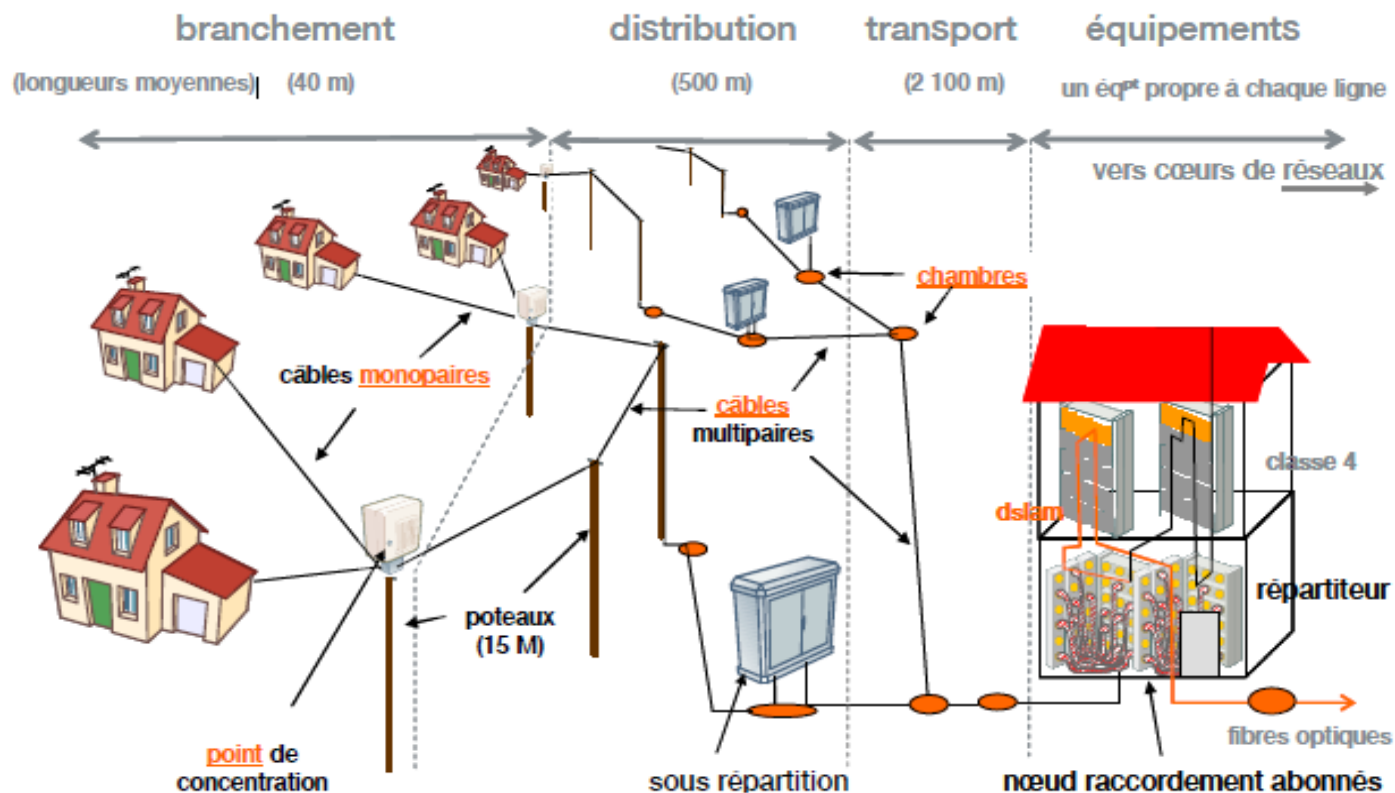 branchement
distribution
transport
équipements
(longueurs moyennes)
(40 m)
(500 m)
(2 100 m)
un éqᵖᵗ propre à chaque ligne
vers cœurs de réseaux
chambres
câbles monopaires
câbles
multipaires
classe 4
dslam
répartiteur
poteaux
(15 M)
fibres optiques
point de
concentration
sous répartition
nœud raccordement abonnés